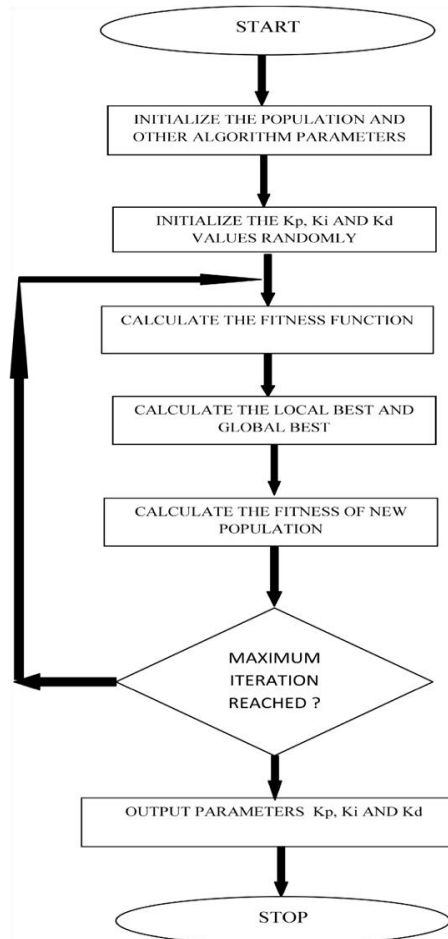 START
INITIALIZE THE POPULATION AND
OTHER ALGORITHM PARAMETERS
INITIALIZE THE Kp, Ki AND Kd
VALUES RANDOMLY
CALCULATE THE FITNESS FUNCTION
CALCULATE THE LOCAL BEST AND
GLOBAL BEST
CALCULATE THE FITNESS OF NEW
POPULATION
MAXIMUM
ITERATION
REACHED ?
OUTPUT PARAMETERS Kp, Ki AND Kd
STOP